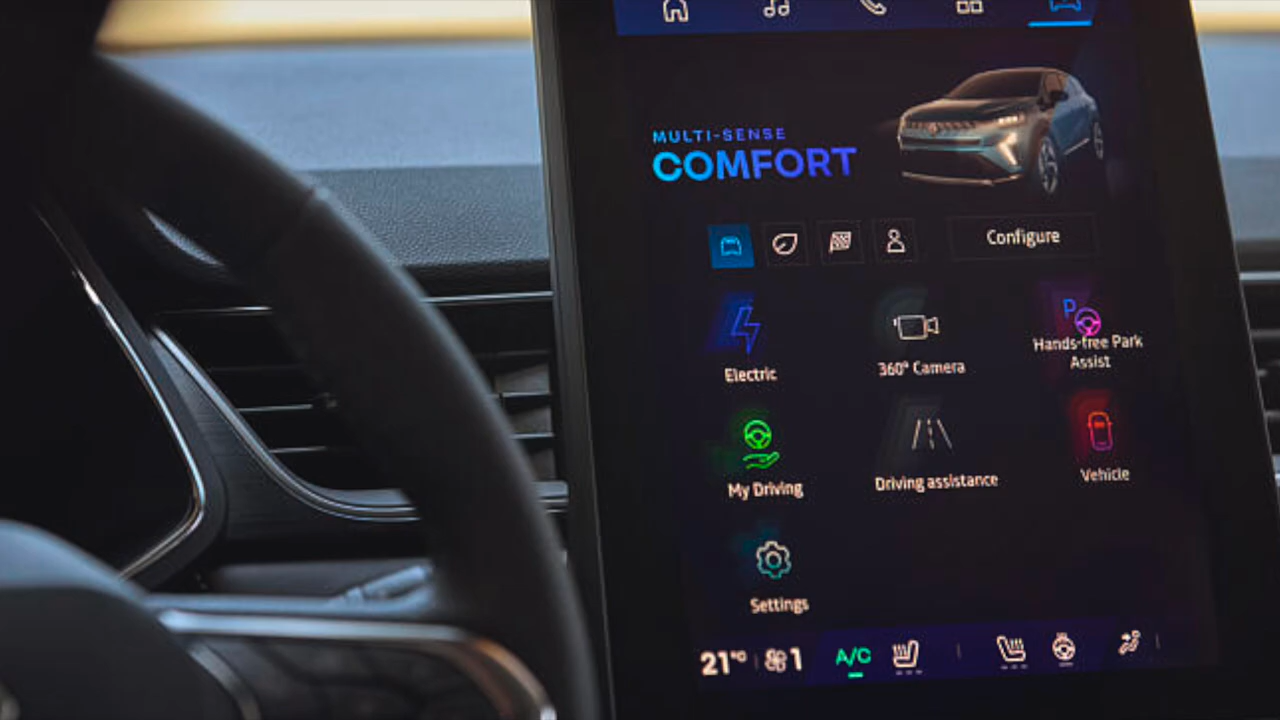 MULTI-SENSE
COMFORT
Configure
Electric
360° Camera
P
Hands-free Park
Assist
My Driving
Driving assistance
Vehicle
Settings
21°C
1
A/C